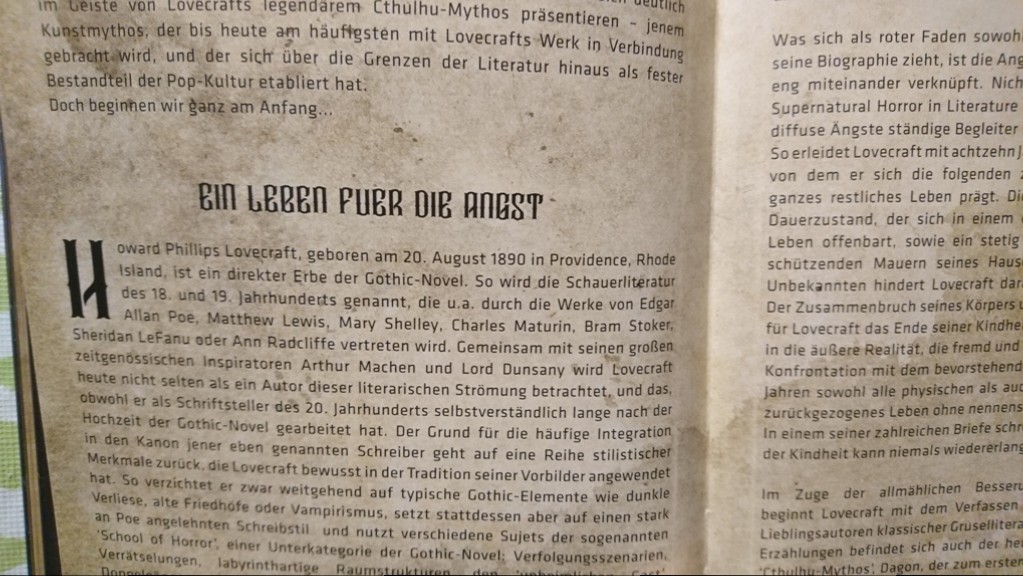 im Geiste von Lovecrafts legendärem Cthulhu-Mythos präsentieren – jenem
Kunstmythos, der bis heute am häufigsten mit Lovecrafts Werk in Verbindung
gebracht wird, und der sich über die Grenzen der Literatur hinaus als fester
Bestandteil der Pop-Kultur etabliert hat.
Doch beginnen wir ganz am Anfang...
EIN LEBEN FUER DIE ANGST
Howard Phillips Lovecraft, geboren am 20. August 1890 in Providence, Rhode
Island, ist ein direkter Erbe der Gothic-Novel. So wird die Schauerliteratur
des 18. und 19. Jahrhunderts genannt, die u.a. durch die Werke von Edgar
Allan Poe, Matthew Lewis, Mary Shelley, Charles Maturin, Bram Stoker,
Sheridan LeFanu oder Ann Radcliffe vertreten wird. Gemeinsam mit seinen großen
zeitgenössischen Inspiratoren Arthur Machen und Lord Dunsany wird Lovecraft
heute nicht selten als ein Autor dieser literarischen Strömung betrachtet, und das,
obwohl er als Schriftsteller des 20. Jahrhunderts selbstverständlich lange nach der
Hochzeit der Gothic-Novel gearbeitet hat. Der Grund für die häufige Integration
in den Kanon jener eben genannten Schreiber geht auf eine Reihe stilistischer
Merkmale zurück, die Lovecraft bewusst in der Tradition seiner Vorbilder angewendet
hat. So verzichtet er zwar weitgehend auf typische Gothic-Elemente wie dunkle
Verliese, alte Friedhöfe oder Vampirismus, setzt stattdessen aber auf einen stark
an Poe angelehnten Schreibstil und nutzt verschiedene Sujets der sogenannten
'School of Horror', einer Unterkategorie der Gothic-Novel: Verfolgungsszenarien,
Verrätselungen, labyrinthartige Raumstrukturen, den 'unheimlichen Gast',
Was sich als roter Faden sowohl
seine Biographie zieht, ist die Ang
eng miteinander verknüpft. Nich
Supernatural Horror in Literature
diffuse Ängste ständige Begleiter
So erleidet Lovecraft mit achtzehn J
von dem er sich die folgenden
ganzes restliches Leben prägt. Di
Dauerzustand, der sich in einem
Leben offenbart, sowie ein stetig
schützenden Mauern seines Haus
Unbekannten hindert Lovecraft dar
Der Zusammenbruch seines Körpers u
für Lovecraft das Ende seiner Kindhe
in die äußere Realität, die fremd und
Konfrontation mit dem bevorstehend
Jahren sowohl alle physischen als auc
zurückgezogenes Leben ohne nennens
In einem seiner zahlreichen Briefe schr
der Kindheit kann niemals wiedererlang
Im Zuge der allmählichen Besseru
beginnt Lovecraft mit dem Verfassen
Lieblingsautoren klassischer Gruselliterat
Erzählungen befindet sich auch der he
'Cthulhu-Mythos', Dagon, der zum ersten